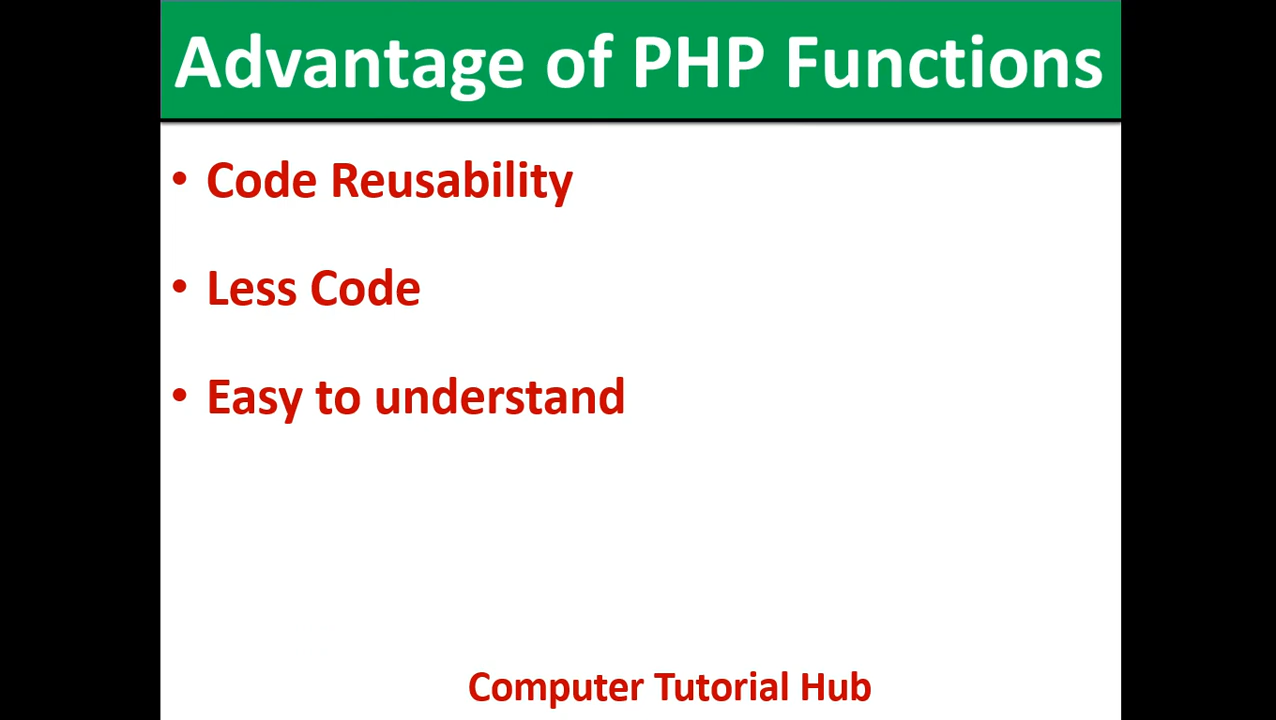 Advantage of PHP Functions
• Code Reusability
• Less Code
• Easy to understand
Computer Tutorial Hub